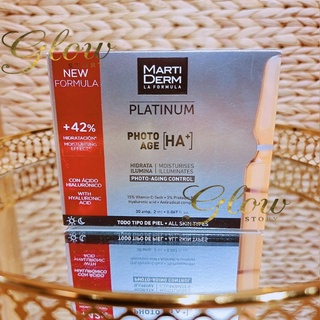 Glow
STORE
MARTI
DERM
LA FORMULA
NEW
FORMULA
PLATINUM
+42%
HIDRATACIÓN
MOISTURISING
EFFECT
PHOTO
AGE [HA+]
HIDRATA | MOISTURISES
ILUMINA | ILLUMINATES
PHOTO-AGING CONTROL
CON ÁCIDO
HIALURÓNICO
WITH
HYALURONIC
ACID
Glow
STORE
TODO TIPO DE PIEL • ALL SKIN TYPES